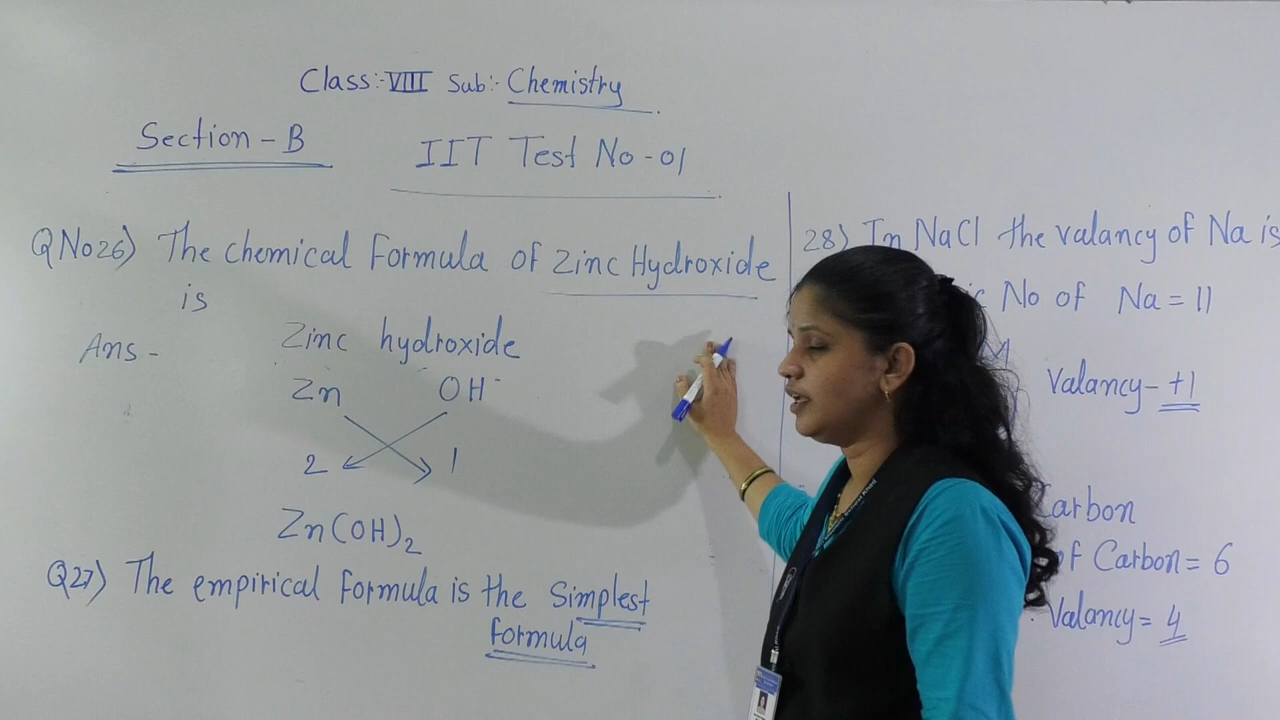 Class:- VIII Sub:- Chemistry
Section - B
IIT Test No - 01
Q No 26) The chemical Formula of Zinc Hydroxide
is
Ans - Zinc hydroxide
Zn OH-
2 1
Zn(OH)2
Q27) The empirical Formula is the Simplest
formula
28) In NaCl the valancy of Na is
No of Na = 11
Valancy - +1
Carbon
of Carbon = 6
Valancy = 4